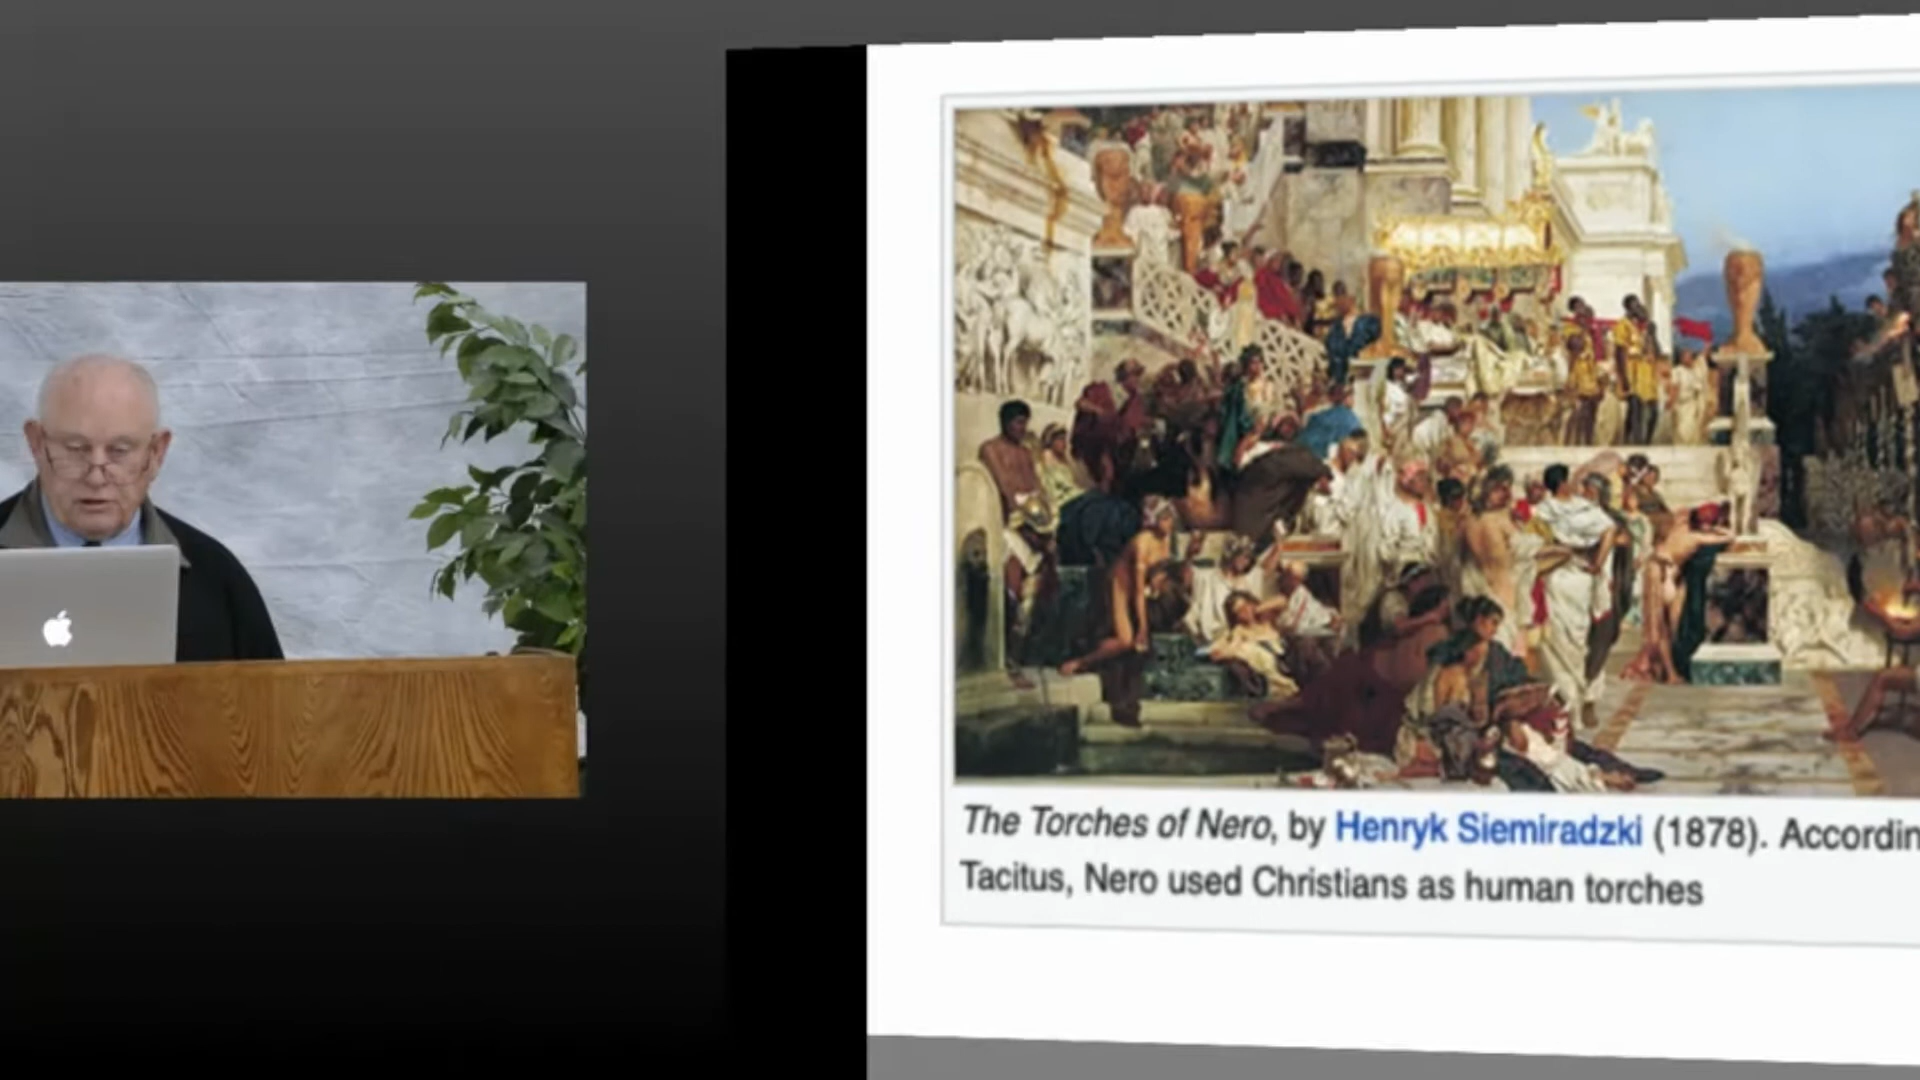 The Torches of Nero, by Henryk Siemiradzki (1878). Accordin
Tacitus, Nero used Christians as human torches